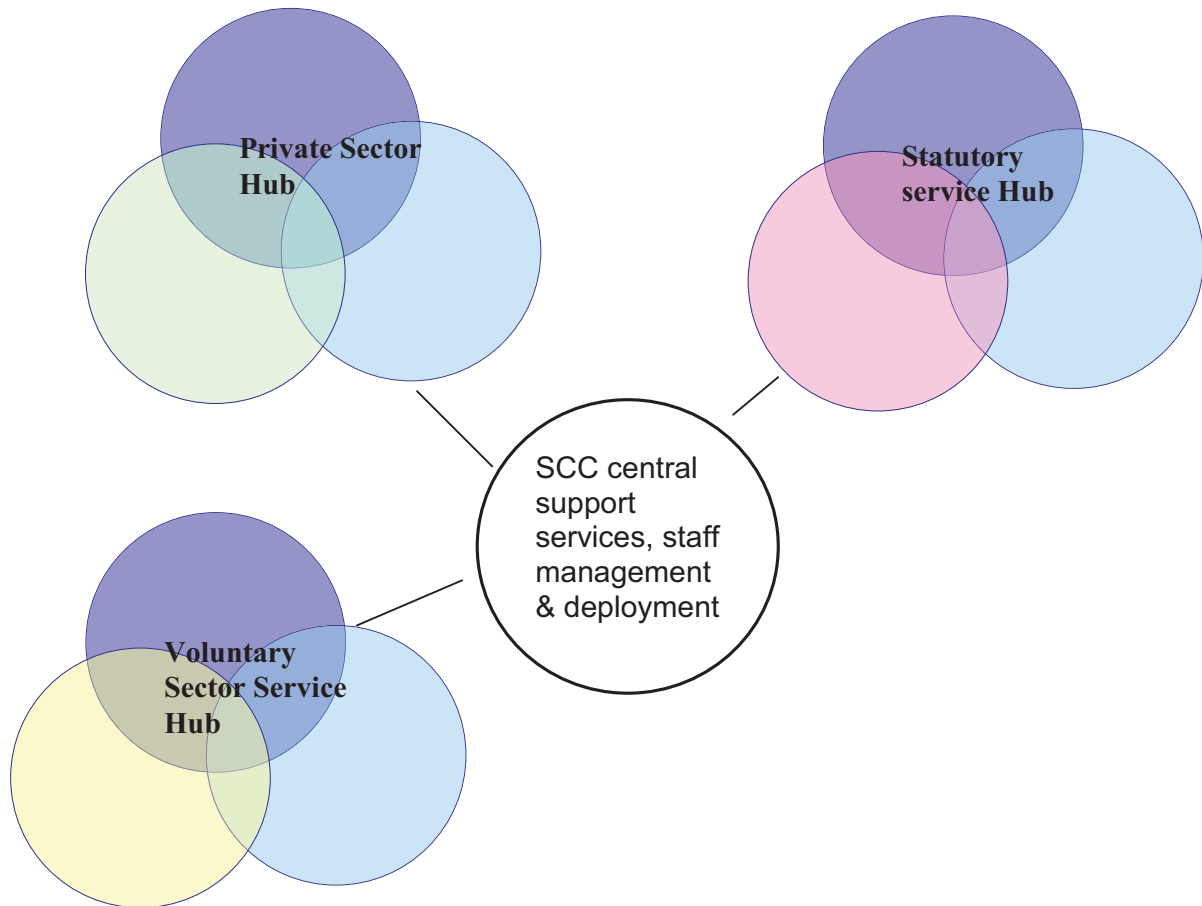 Private Sector
Hub
Statutory
service Hub
SCC central
support
services, staff
management
& deployment
Voluntary
Sector Service
Hub